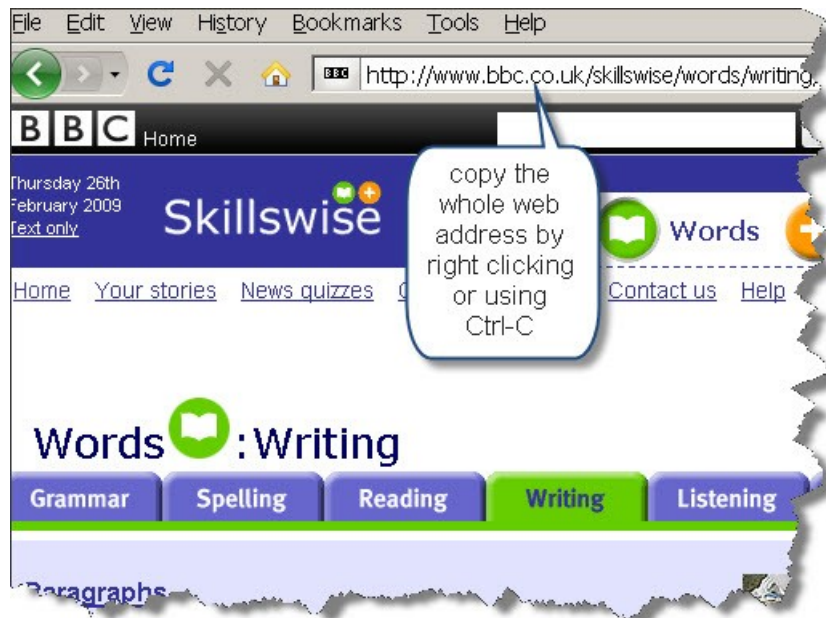 File Edit View History Bookmarks Tools Help
BBC http://www.bbc.co.uk/skillswise/words/writing.
BBC Home
Thursday 26th
February 2009
Text only
Skillswise
Words
copy the
whole web
address by
right clicking
or using
Ctrl-C
Home Your stories News quizzes Contact us Help
Words : Writing
Grammar Spelling Reading Writing Listening
Paragraphs